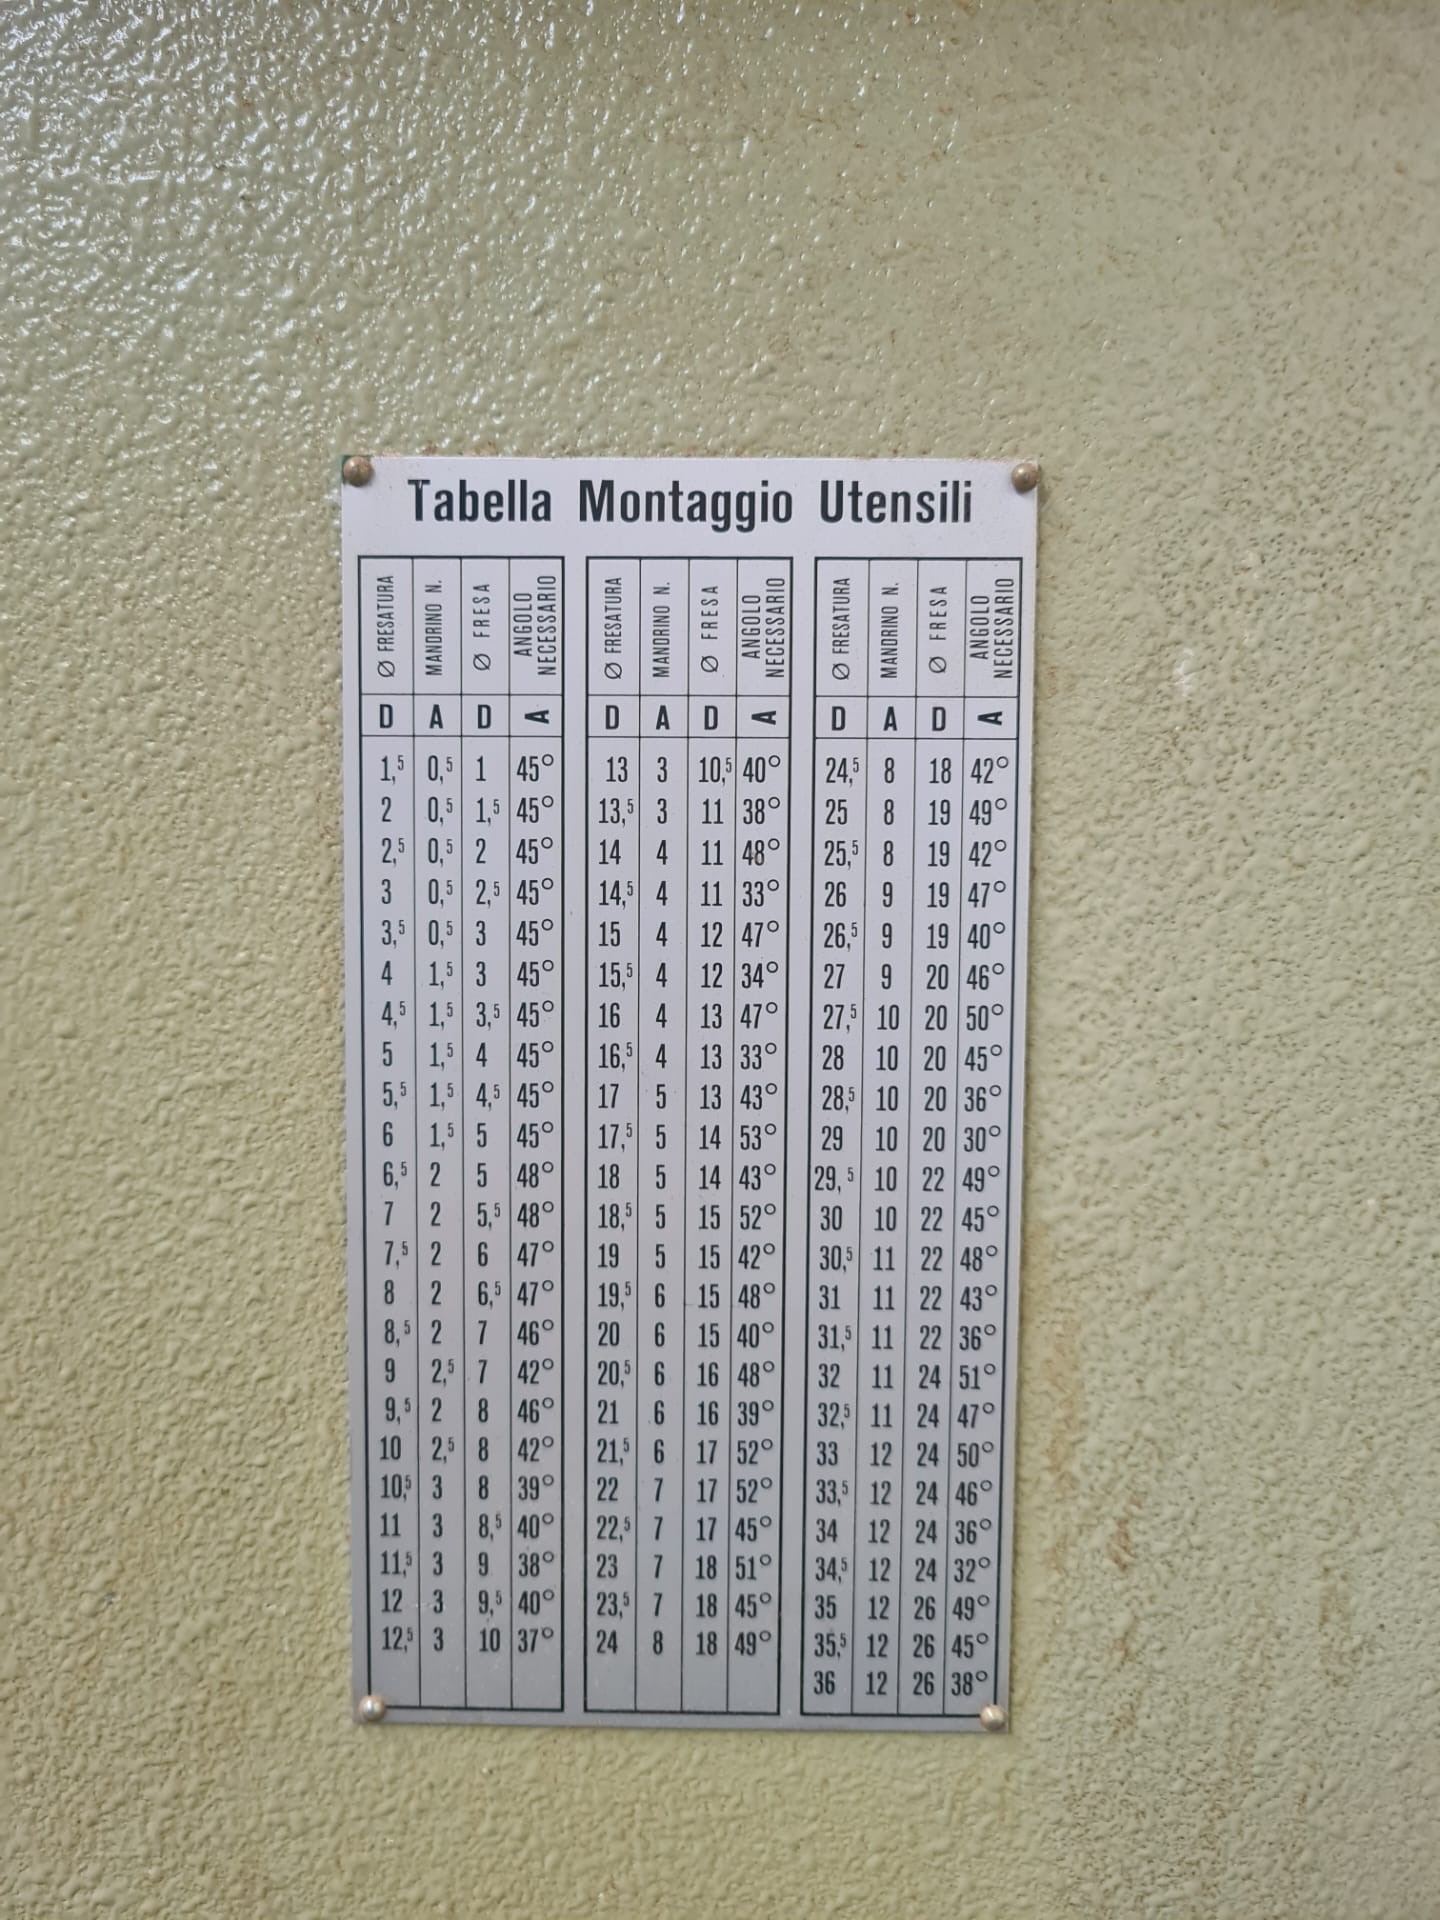 Tabella Montaggio Utensili
Ø FRESATURA MANDRINO N. Ø FRESA ANGOLO NECESSARIO Ø FRESATURA MANDRINO N. Ø FRESA ANGOLO NECESSARIO Ø FRESATURA MANDRINO N. Ø FRESA ANGOLO NECESSARIO
D A D A D A D A D A D A
1,5 0,5 1 45° 13 3 10,5 40° 24,5 8 18 42°
2 0,5 1,5 45° 13,5 3 11 38° 25 8 19 49°
2,5 0,5 2 45° 14 4 11 48° 25,5 8 19 42°
3 0,5 2,5 45° 14,5 4 11 33° 26 9 19 47°
3,5 0,5 3 45° 15 4 12 47° 26,5 9 19 40°
4 1,5 3 45° 15,5 4 12 34° 27 9 20 46°
4,5 1,5 3,5 45° 16 4 13 47° 27,5 10 20 50°
5 1,5 4 45° 16,5 4 13 33° 28 10 20 45°
5,5 1,5 4,5 45° 17 5 13 43° 28,5 10 20 36°
6 1,5 5 45° 17,5 5 14 53° 29 10 20 30°
6,5 2 5 48° 18 5 14 43° 29,5 10 22 49°
7 2 5,5 48° 18,5 5 15 52° 30 10 22 45°
7,5 2 6 47° 19 5 15 42° 30,5 11 22 48°
8 2 6,5 47° 19,5 6 15 48° 31 11 22 43°
8,5 2 7 46° 20 6 15 40° 31,5 11 22 36°
9 2,5 7 42° 20,5 6 16 48° 32 11 24 51°
9,5 2 8 46° 21 6 16 39° 32,5 11 24 47°
10 2,5 8 42° 21,5 6 17 52° 33 12 24 50°
10,5 3 8 39° 22 7 17 52° 33,5 12 24 46°
11 3 8,5 40° 22,5 7 17 45° 34 12 24 36°
11,5 3 9 38° 23 7 18 51° 34,5 12 24 32°
12 3 9,5 40° 23,5 7 18 45° 35 12 26 49°
12,5 3 10 37° 24 8 18 49° 35,5 12 26 45°
36 12 26 38°